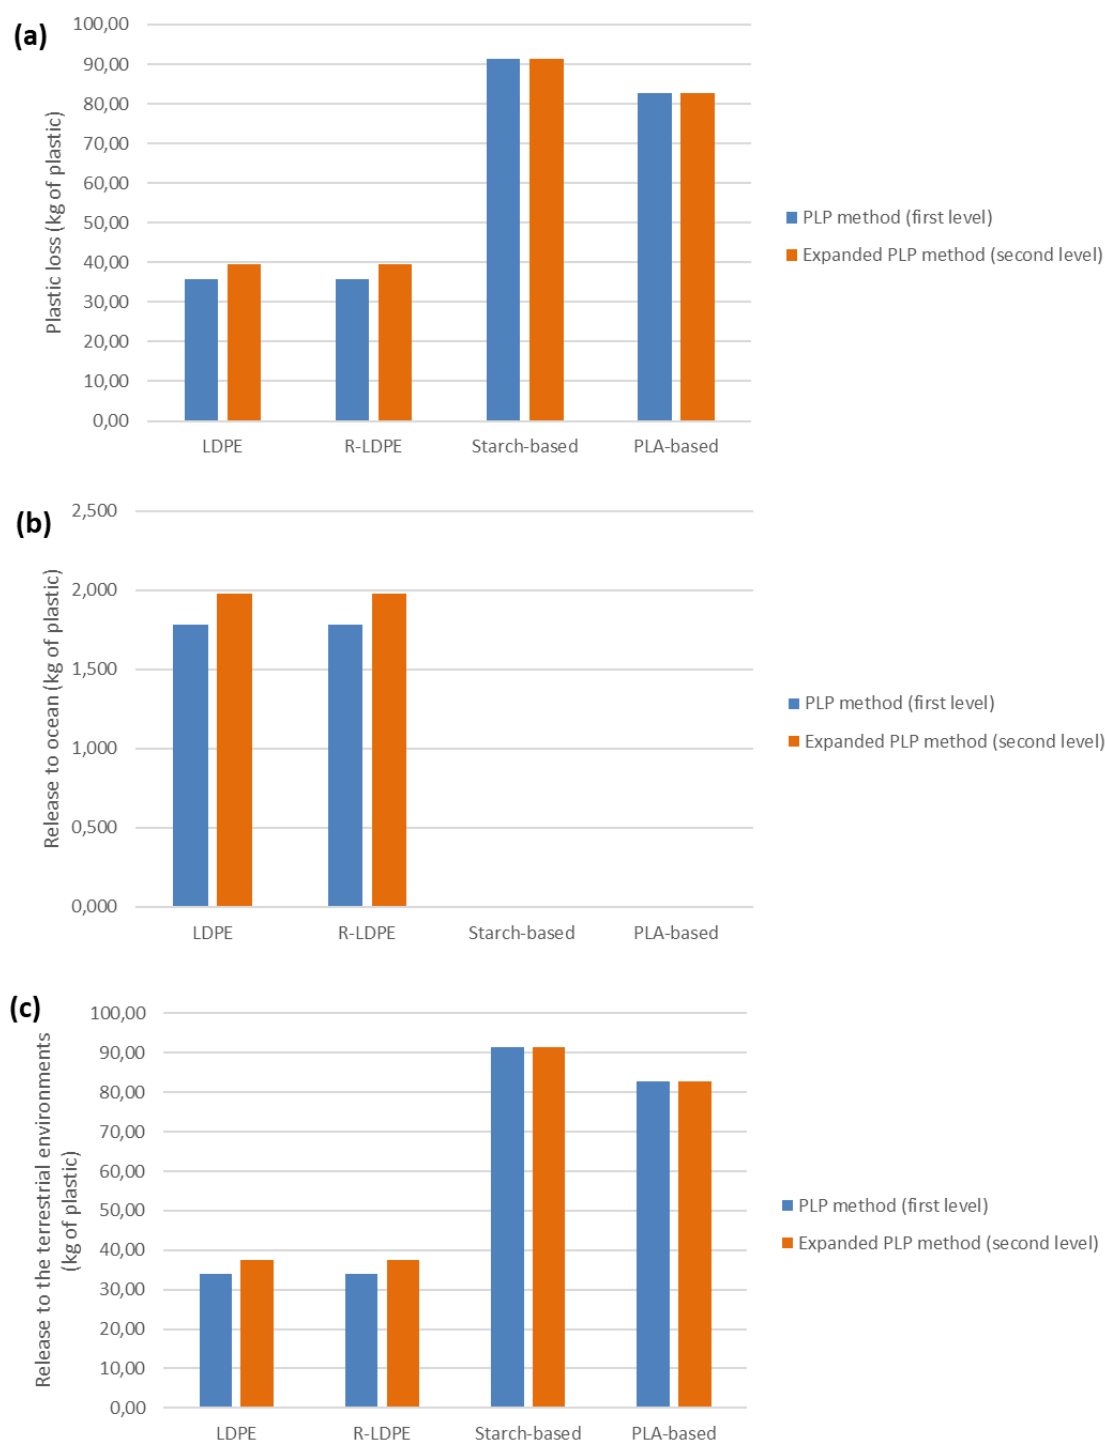 (a)
Plastic loss (kg of plastic)
100,00
90,00
80,00
70,00
60,00
50,00
40,00
30,00
20,00
10,00
0,00
LDPE
R-LDPE
Starch-based
PLA-based
PLP method (first level)
Expanded PLP method (second level)
(b)
Release to ocean (kg of plastic)
2,500
2,000
1,500
1,000
0,500
0,000
LDPE
R-LDPE
Starch-based
PLA-based
PLP method (first level)
Expanded PLP method (second level)
(c)
Release to the terrestrial environments
(kg of plastic)
100,00
90,00
80,00
70,00
60,00
50,00
40,00
30,00
20,00
10,00
0,00
LDPE
R-LDPE
Starch-based
PLA-based
PLP method (first level)
Expanded PLP method (second level)